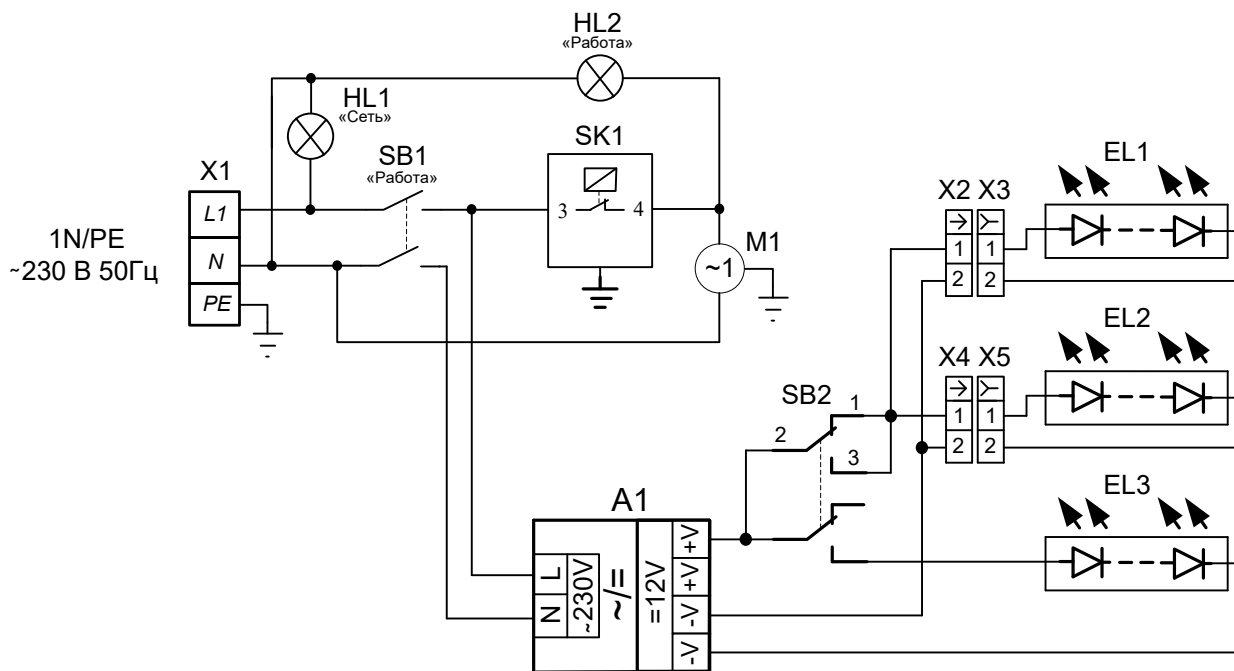 HL2
«Работа»
HL1
«Сеть»
SK1
SB1
«Работа»
X1
L1
N
PE
1N/PE
~230 В 50Гц
3
4
M1
~1
X2
X3
1
1
2
2
EL1
X4
X5
1
1
2
2
EL2
SB2
1
2
3
EL3
A1
L
N
~230V
~/=
=12V
+V
+V
-V
-V